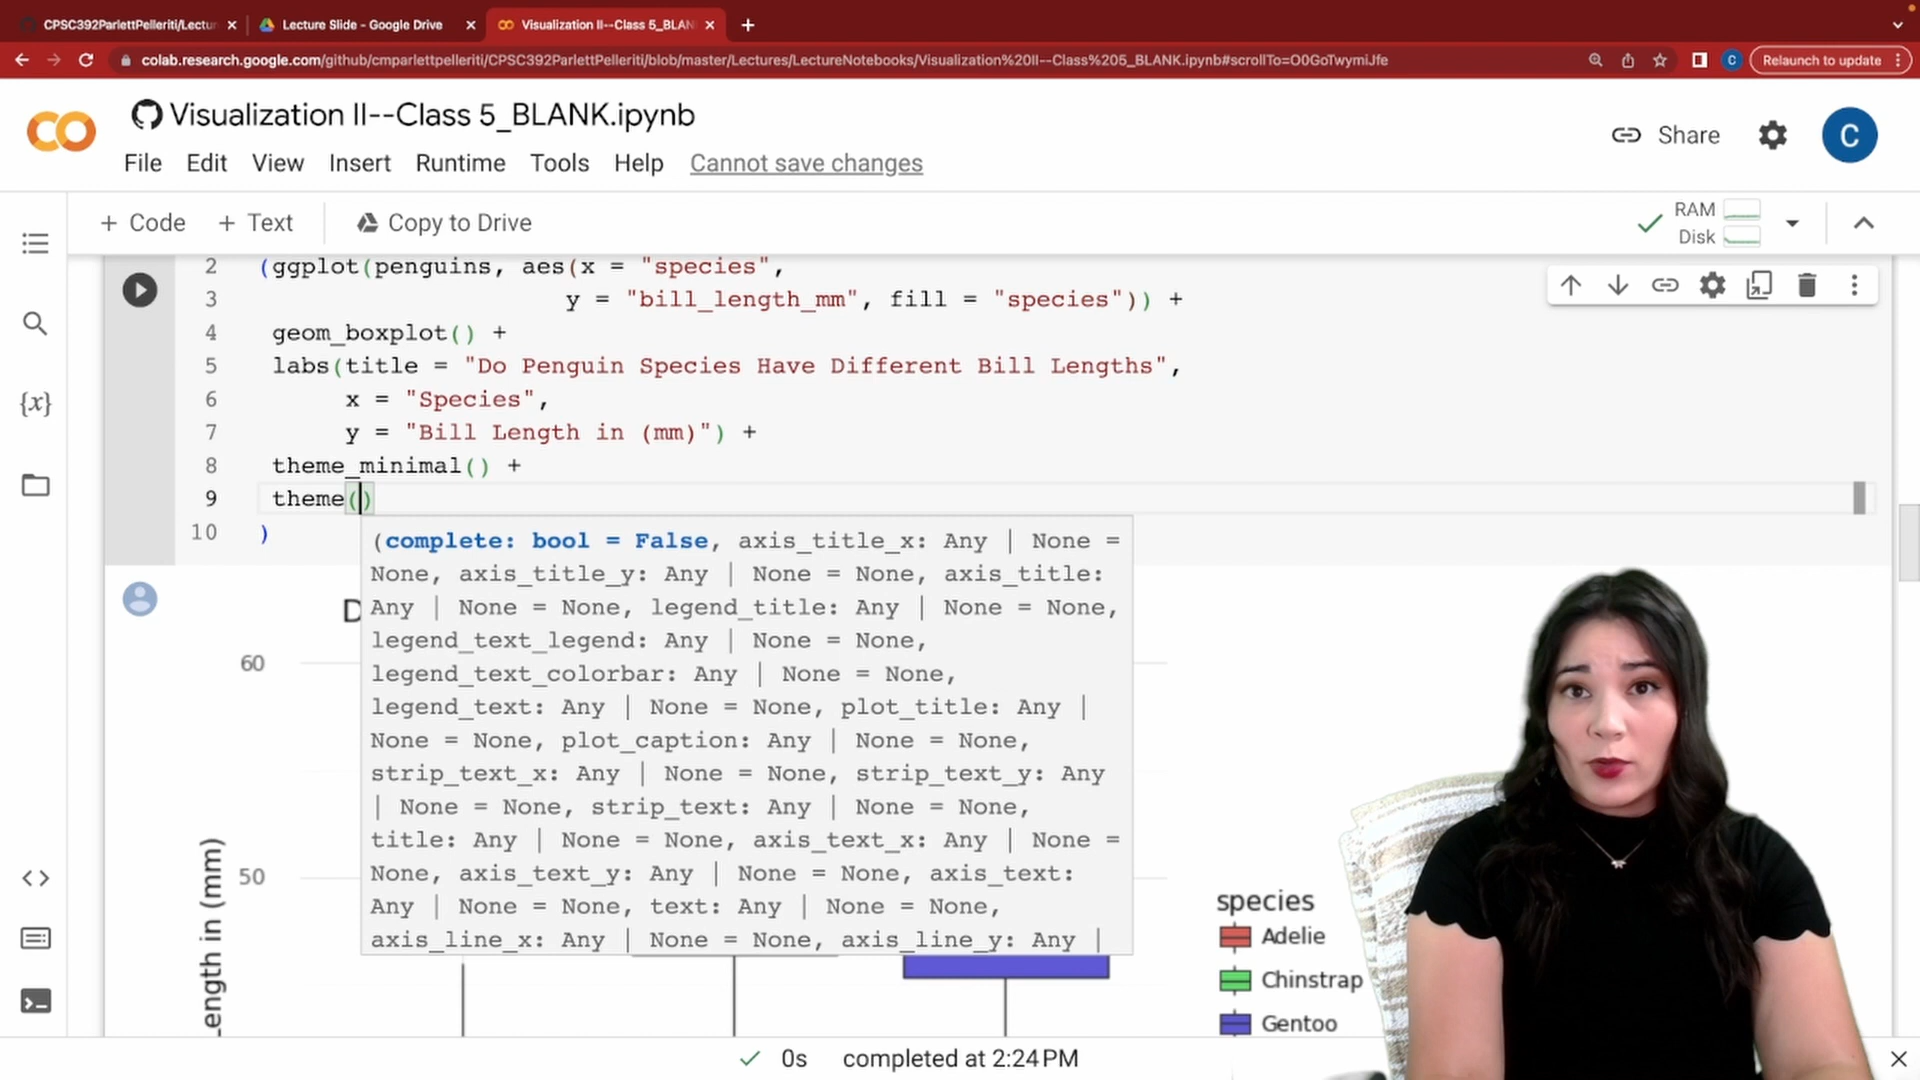 CPSC392ParlettPelleriti/Lectur
Lecture Slide - Google Drive
Visualization II--Class 5_BLAN
colab.research.google.com/github/cmparlettpelleriti/CPSC392ParlettPelleriti/blob/master/Lectures/LectureNotebooks/Visualization%20II--Class%205_BLANK.ipynb#scrollTo=O0GoTwymiJfe
C
Relaunch to update
Visualization II--Class 5_BLANK.ipynb
Share
C
File Edit View Insert Runtime Tools Help Cannot save changes
+ Code + Text Copy to Drive
RAM
Disk
2 (ggplot(penguins, aes(x = "species",
3 y = "bill_length_mm", fill = "species")) +
4 geom_boxplot() +
5 labs(title = "Do Penguin Species Have Different Bill Lengths",
6 x = "Species",
7 y = "Bill Length in (mm)") +
8 theme_minimal() +
9 theme()
10 )
(complete: bool = False, axis_title_x: Any | None =
None, axis_title_y: Any | None = None, axis_title:
Any | None = None, legend_title: Any | None = None,
legend_text_legend: Any | None = None,
legend_text_colorbar: Any | None = None,
legend_text: Any | None = None, plot_title: Any |
None = None, plot_caption: Any | None = None,
strip_text_x: Any | None = None, strip_text_y: Any
| None = None, strip_text: Any | None = None,
title: Any | None = None, axis_text_x: Any | None =
None, axis_text_y: Any | None = None, axis_text:
Any | None = None, text: Any | None = None,
axis_line_x: Any | None = None, axis_line_y: Any |
D
60
50
Length in (mm)
species
Adelie
Chinstrap
Gentoo
0s completed at 2:24 PM